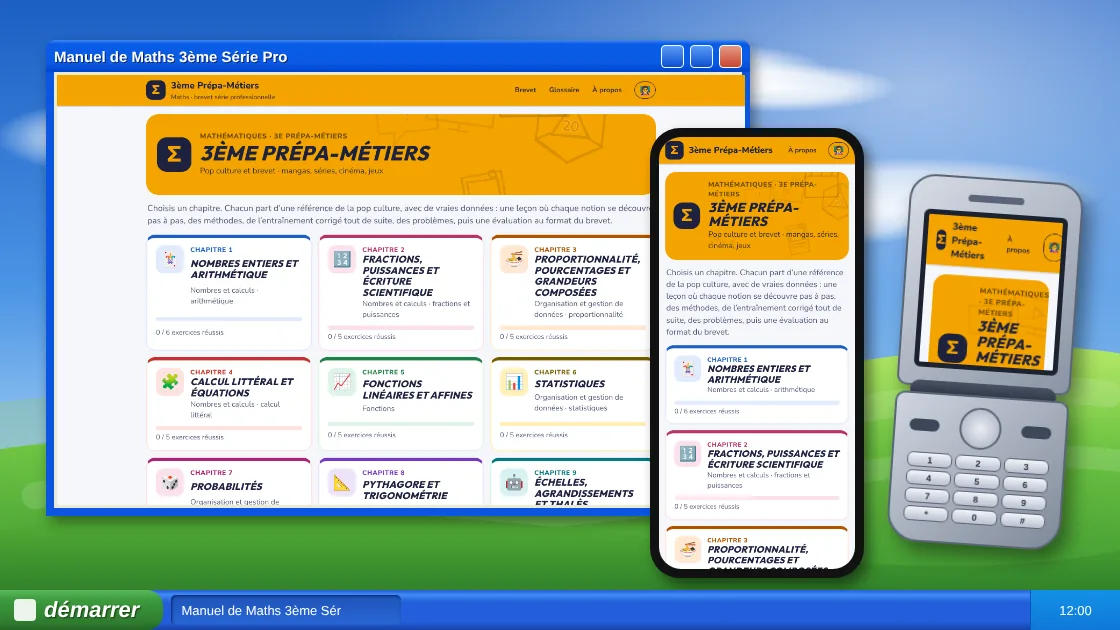 Manuel de Maths 3ème Série Pro
Σ
3ème Prépa-Métiers
Maths · brevet série professionnelle
Brevet
Glossaire
À propos
20
Σ
MATHÉMATIQUES · 3E PRÉPA-MÉTIERS
3ÈME PRÉPA-MÉTIERS
Pop culture et brevet · mangas, séries, cinéma, jeux
Choisis un chapitre. Chacun part d'une référence de la pop culture, avec de vraies données : une leçon où chaque notion se découvre
pas à pas, des méthodes, de l'entraînement corrigé tout de suite, des problèmes, puis une évaluation au format du brevet.
CHAPITRE 1
NOMBRES ENTIERS ET
ARITHMÉTIQUE
Nombres et calculs ·
arithmétique
0 / 6 exercices réussis
1 2
3 4
CHAPITRE 2
FRACTIONS,
PUISSANCES ET
ÉCRITURE
SCIENTIFIQUE
Nombres et calculs · fractions et
puissances
0 / 5 exercices réussis
CHAPITRE 3
PROPORTIONNALITÉ,
POURCENTAGES ET
GRANDEURS
COMPOSÉES
Organisation et gestion de
données · proportionnalité
0 / 5 exercices réussis
CHAPITRE 4
CALCUL LITTÉRAL ET
ÉQUATIONS
Nombres et calculs · calcul
littéral
0 / 5 exercices réussis
CHAPITRE 5
FONCTIONS
LINÉAIRES ET AFFINES
Fonctions
0 / 5 exercices réussis
CHAPITRE 6
STATISTIQUES
Organisation et gestion de
données · statistiques
0 / 5 exercices réussis
CHAPITRE 7
PROBABILITÉS
Organisation et gestion de
CHAPITRE 8
PYTHAGORE ET
TRIGONOMÉTRIE
CHAPITRE 9
ÉCHELLES,
AGRANDISSEMENTS
ET THALÈS
Σ
3ème Prépa-Métiers
À propos
Σ
MATHÉMATIQUES · 3E PRÉPA-
MÉTIERS
3ÈME PRÉPA-
MÉTIERS
Pop culture et brevet · mangas, séries,
cinéma, jeux
Choisis un chapitre. Chacun part d'une référence
de la pop culture, avec de vraies données : une
leçon où chaque notion se découvre pas à pas,
des méthodes, de l'entraînement corrigé tout de
suite, des problèmes, puis une évaluation au
format du brevet.
CHAPITRE 1
NOMBRES ENTIERS ET
ARITHMÉTIQUE
Nombres et calculs · arithmétique
0 / 6 exercices réussis
1 2
3 4
CHAPITRE 2
FRACTIONS, PUISSANCES ET
ÉCRITURE SCIENTIFIQUE
Nombres et calculs · fractions et
puissances
0 / 5 exercices réussis
CHAPITRE 3
PROPORTIONNALITÉ,
POURCENTAGES ET
GRANDEURS COMPOSÉES
Σ
3ème
Prépa-
Métiers
À
propos
Σ
MATHÉMATIQUES
· 3E PRÉPA-
MÉTIERS
3ÈME
PRÉPA-
MÉTIERS
1 2 3
4 5 6
7 8 9
* 0 #
démarrer
Manuel de Maths 3ème Sér
12:00